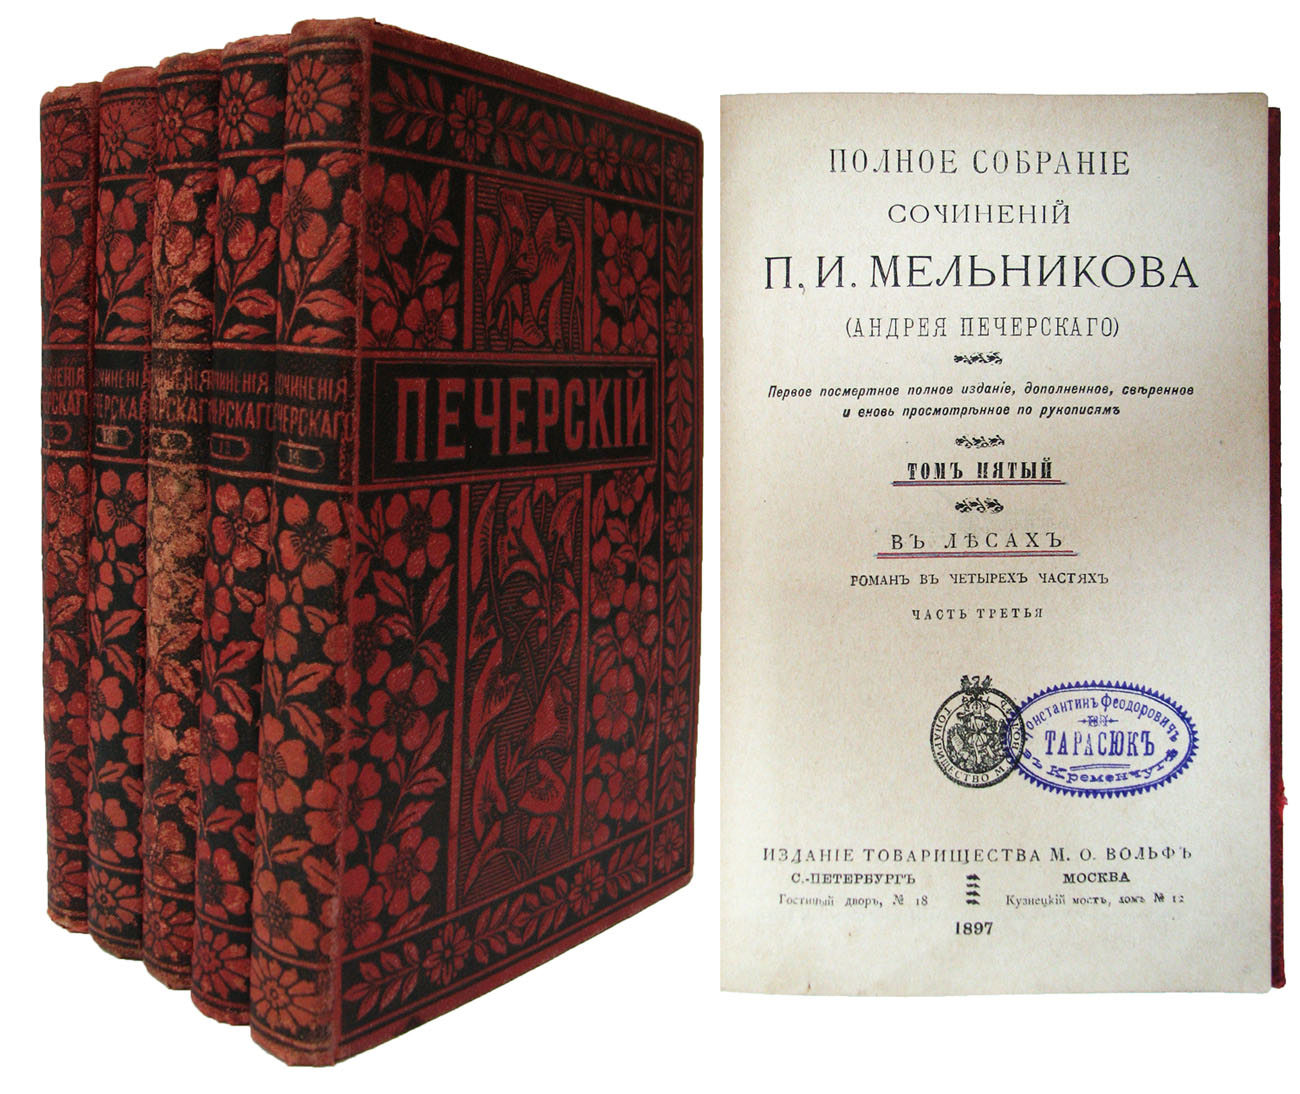 СОЧИНЕНІЯ
ПЕЧЕРСКАГО
14
ПЕЧЕРСКІЙ
ПОЛНОЕ СОБРАНІЕ
СОЧИНЕНІЙ
П. И. МЕЛЬНИКОВА
(АНДРЕЯ ПЕЧЕРСКАГО)
Первое посмертное полное изданіе, дополненное, свѣренное
и вновь просмотрѣнное по рукописямъ
ТОМЪ ПЯТЫЙ
ВЪ ЛѢСАХЪ
РОМАНЪ ВЪ ЧЕТЫРЕХЪ ЧАСТЯХЪ
ЧАСТЬ ТРЕТЬЯ
ТОВАРИЩЕСТВО М. О. ВОЛЬФЪ
Константинъ Феодоровичъ
ТАРАСЮКЪ
въ Кременчугѣ
ИЗДАНІЕ ТОВАРИЩЕСТВА М. О. ВОЛЬФЪ
С.-ПЕТЕРБУРГЪ
Гостиный дворъ, № 18
МОСКВА
Кузнецкій мостъ, домъ № 12
1897